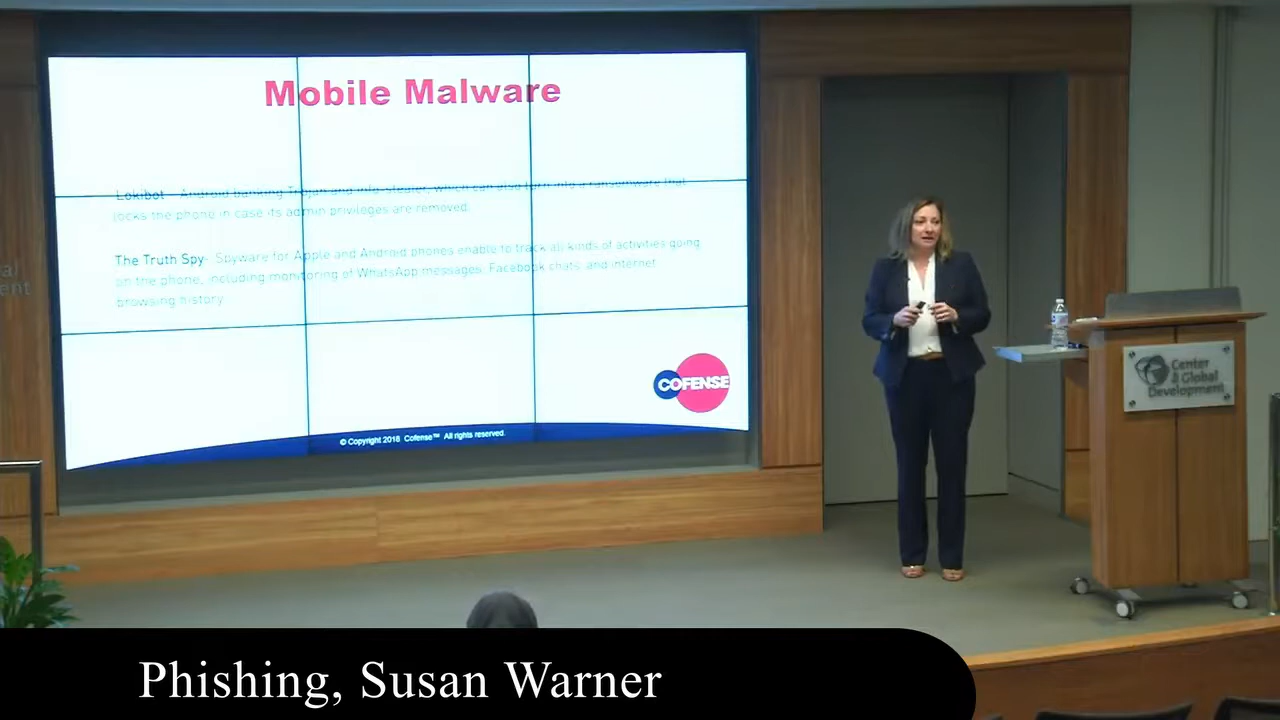 Mobile Malware
Lokibot - Android banking Trojan and info-stealer, which can also turn into a ransomware that
locks the phone in case its admin privileges are removed.
The Truth Spy- Spyware for Apple and Android phones enable to track all kinds of activities going
on the phone, including monitoring of WhatsApp messages, Facebook chats, and internet
browsing history
COFENSE
© Copyright 2018 Cofense™ All rights reserved.
al
ent
Center
Global
Development
Phishing, Susan Warner